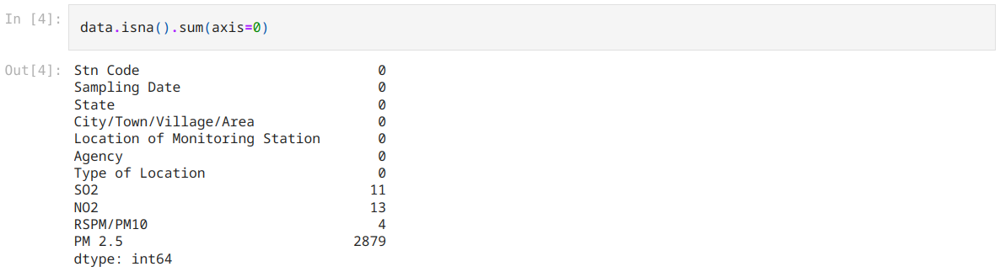 In [4]: data.isna().sum(axis=0)
Out[4]: Stn Code 0
Sampling Date 0
State 0
City/Town/Village/Area 0
Location of Monitoring Station 0
Agency 0
Type of Location 0
SO2 11
NO2 13
RSPM/PM10 4
PM 2.5 2879
dtype: int64